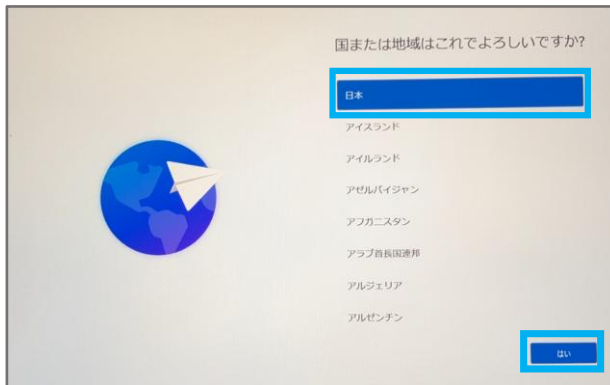 国または地域はこれでよろしいですか?
日本
アイスランド
アイルランド
アゼルバイジャン
アフガニスタン
アラブ首長国連邦
アルジェリア
アルゼンチン
はい